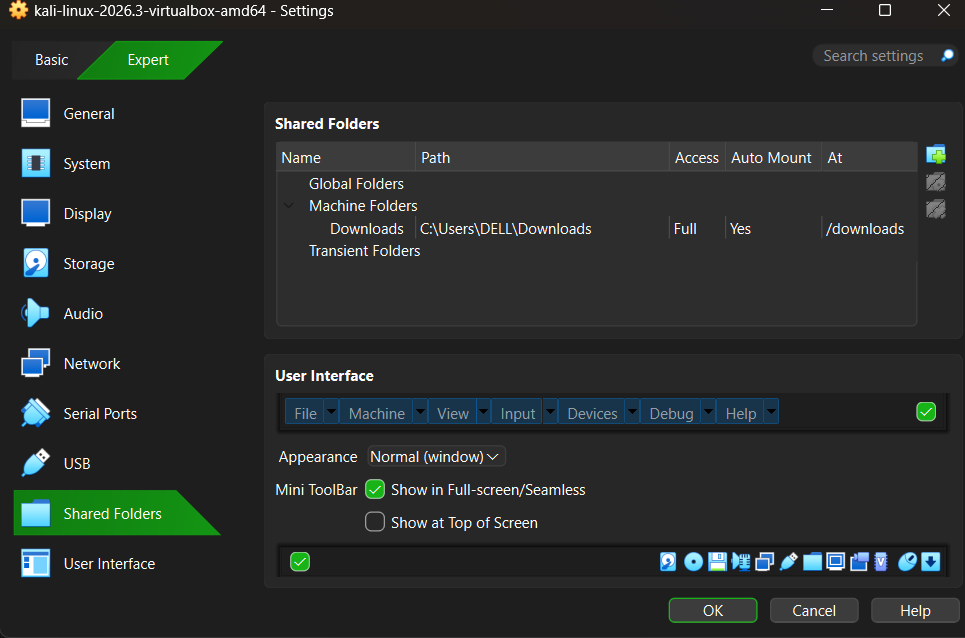 kali-linux-2026.3-virtualbox-amd64 - Settings
Basic Expert Search settings
General
System
Display
Storage
Audio
Network
Serial Ports
USB
Shared Folders
User Interface
Shared Folders
Name Path Access Auto Mount At
Global Folders
Machine Folders
Downloads C:\Users\DELL\Downloads Full Yes /downloads
Transient Folders
User Interface
File Machine View Input Devices Debug Help
Appearance Normal (window)
Mini ToolBar Show in Full-screen/Seamless
Show at Top of Screen
V
OK Cancel Help